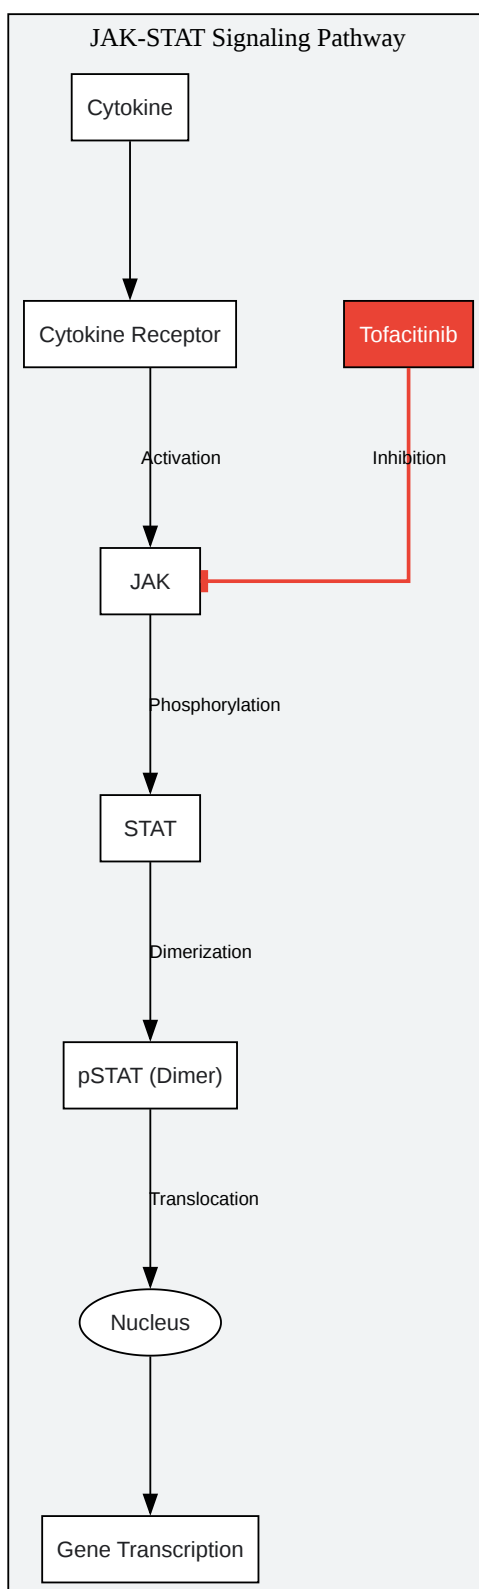 JAK-STAT Signaling Pathway
Cytokine
Cytokine Receptor
Tofacitinib
Activation
Inhibition
JAK
Phosphorylation
STAT
Dimerization
pSTAT (Dimer)
Translocation
Nucleus
Gene Transcription